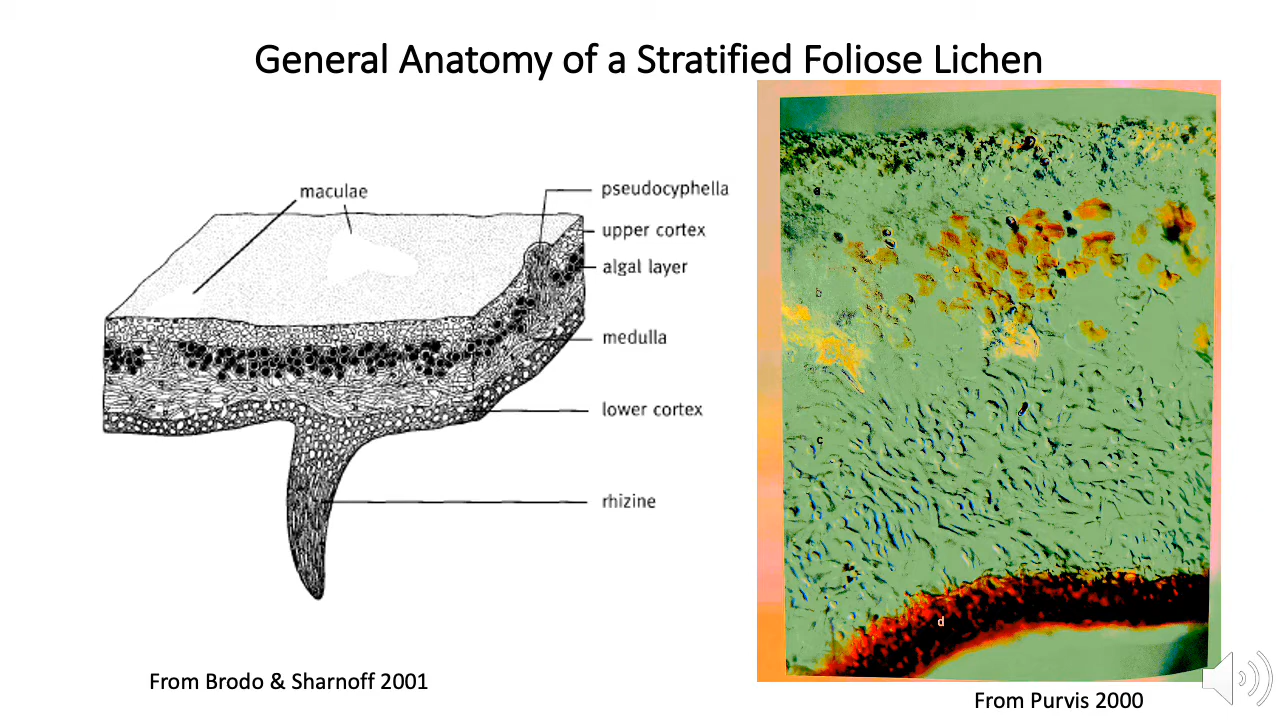 General Anatomy of a Stratified Foliose Lichen
maculae
pseudocyphella
upper cortex
algal layer
medulla
lower cortex
rhizine
a
b
c
d
From Brodo & Sharnoff 2001
From Purvis 2000